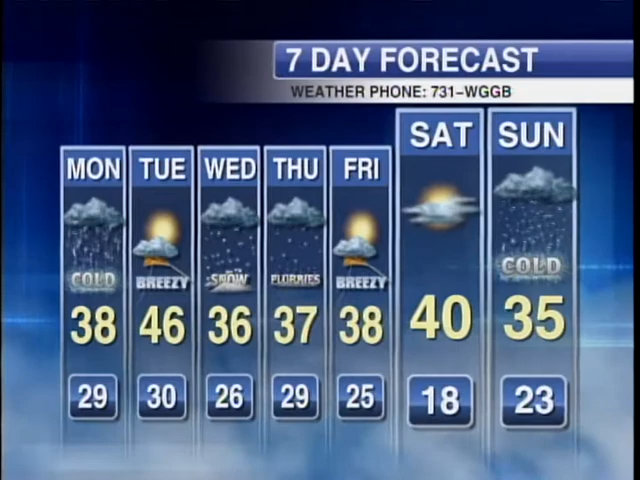 7 DAY FORECAST
WEATHER PHONE: 731-WGGB
MON TUE WED THU FRI SAT SUN
COLD BREEZY SNOW FLURRIES BREEZY COLD
38 46 36 37 38 40 35
29 30 26 29 25 18 23